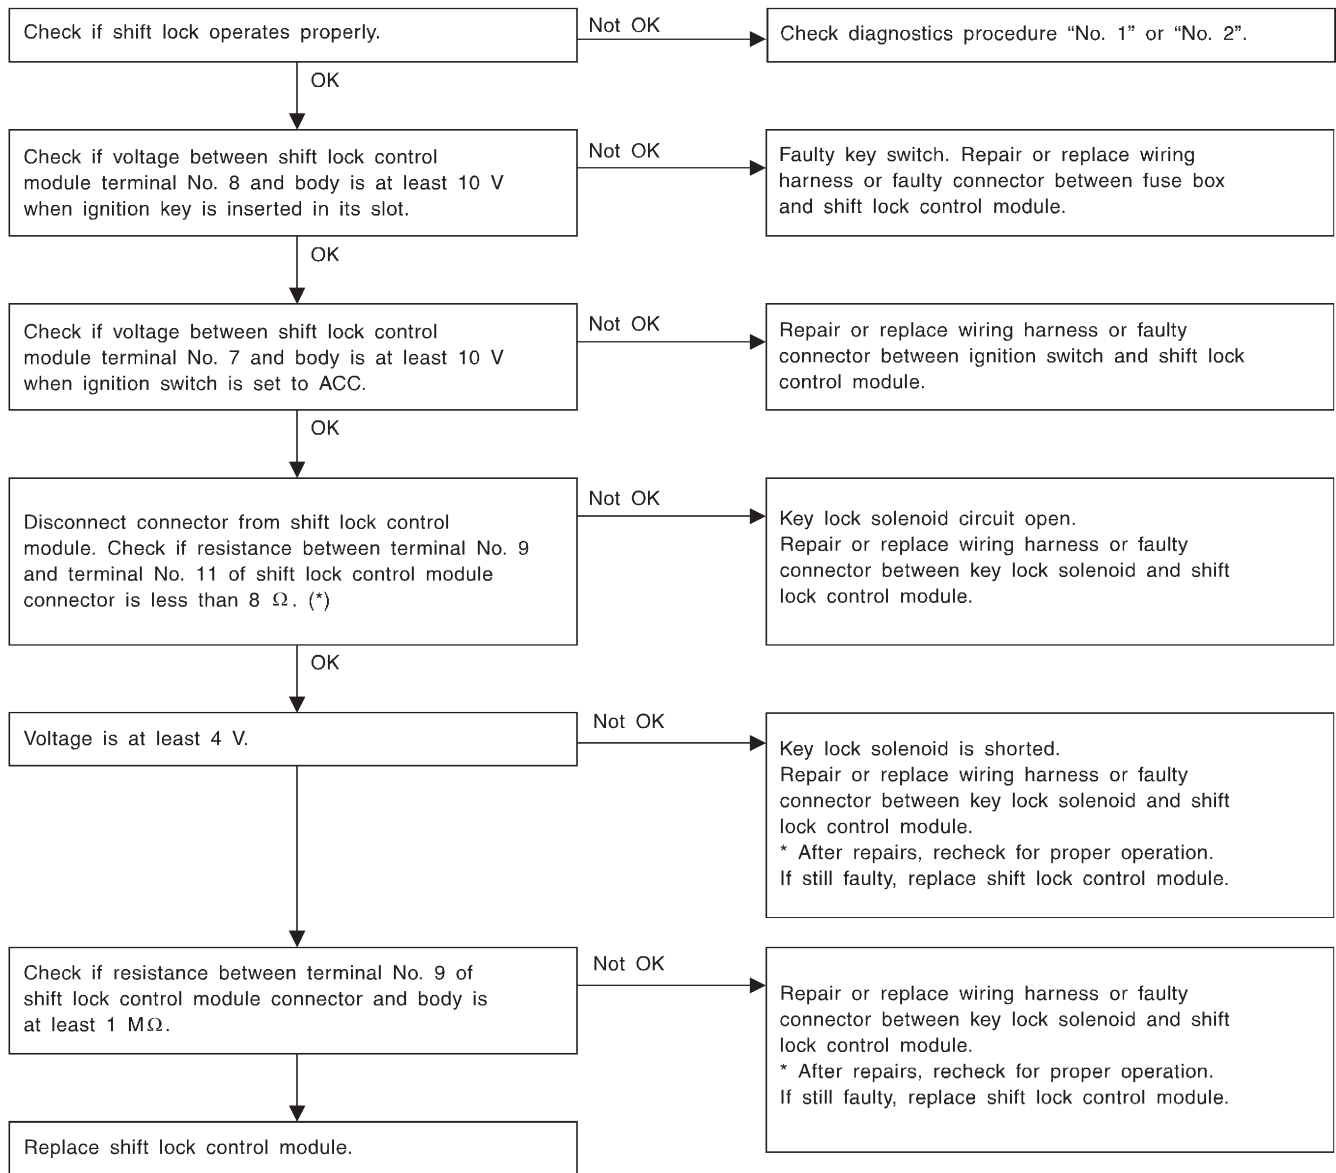 Check if shift lock operates properly.
Not OK
Check diagnostics procedure “No. 1” or “No. 2”.
OK
Check if voltage between shift lock control
module terminal No. 8 and body is at least 10 V
when ignition key is inserted in its slot.
Not OK
Faulty key switch. Repair or replace wiring
harness or faulty connector between fuse box
and shift lock control module.
OK
Check if voltage between shift lock control
module terminal No. 7 and body is at least 10 V
when ignition switch is set to ACC.
Not OK
Repair or replace wiring harness or faulty
connector between ignition switch and shift lock
control module.
OK
Disconnect connector from shift lock control
module. Check if resistance between terminal No. 9
and terminal No. 11 of shift lock control module
connector is less than 8 Ω. (*)
Not OK
Key lock solenoid circuit open.
Repair or replace wiring harness or faulty
connector between key lock solenoid and shift
lock control module.
OK
Voltage is at least 4 V.
Not OK
Key lock solenoid is shorted.
Repair or replace wiring harness or faulty
connector between key lock solenoid and shift
lock control module.
* After repairs, recheck for proper operation.
If still faulty, replace shift lock control module.
Check if resistance between terminal No. 9 of
shift lock control module connector and body is
at least 1 MΩ.
Not OK
Repair or replace wiring harness or faulty
connector between key lock solenoid and shift
lock control module.
* After repairs, recheck for proper operation.
If still faulty, replace shift lock control module.
Replace shift lock control module.